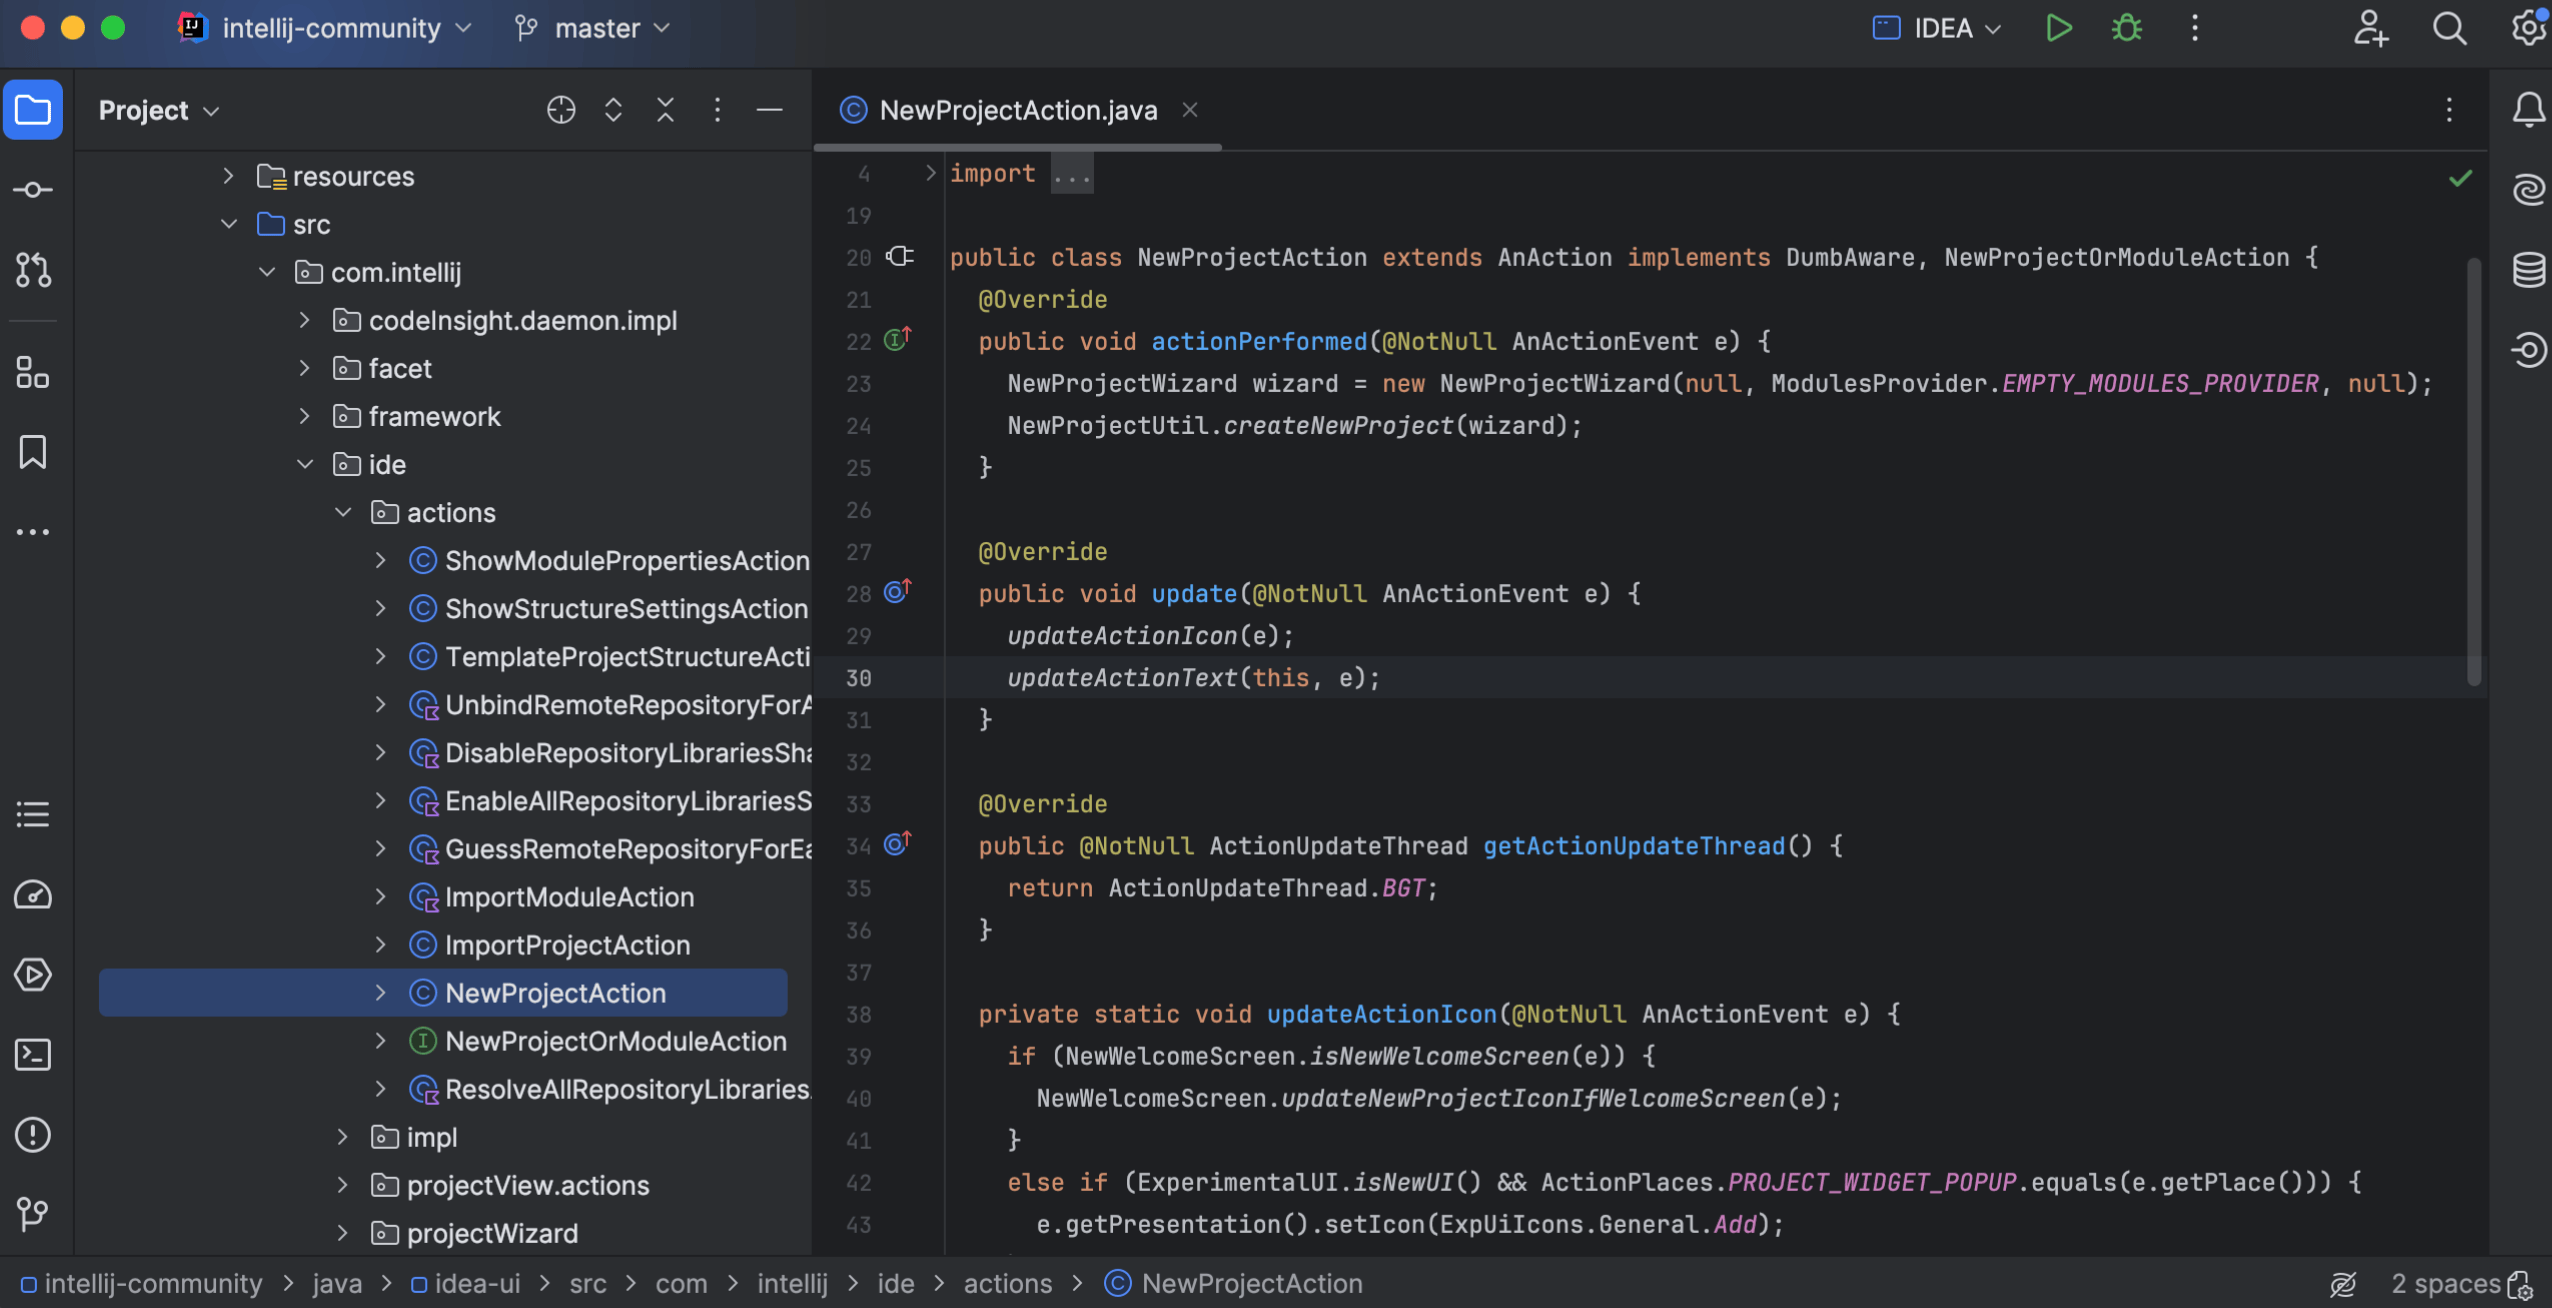 intellij-community
master
IDEA
Project
NewProjectAction.java
resources
src
com.intellij
codeInsight.daemon.impl
facet
framework
ide
actions
ShowModulePropertiesAction
ShowStructureSettingsAction
TemplateProjectStructureActi
UnbindRemoteRepositoryForA
DisableRepositoryLibrariesSha
EnableAllRepositoryLibrariesS
GuessRemoteRepositoryForEa
ImportModuleAction
ImportProjectAction
NewProjectAction
NewProjectOrModuleAction
ResolveAllRepositoryLibraries.
impl
projectView.actions
projectWizard
4 import ...
19
20 public class NewProjectAction extends AnAction implements DumbAware, NewProjectOrModuleAction {
21 @Override
22 public void actionPerformed(@NotNull AnActionEvent e) {
23 NewProjectWizard wizard = new NewProjectWizard(null, ModulesProvider.EMPTY_MODULES_PROVIDER, null);
24 NewProjectUtil.createNewProject(wizard);
25 }
26
27 @Override
28 public void update(@NotNull AnActionEvent e) {
29 updateActionIcon(e);
30 updateActionText(this, e);
31 }
32
33 @Override
34 public @NotNull ActionUpdateThread getActionUpdateThread() {
35 return ActionUpdateThread.BGT;
36 }
37
38 private static void updateActionIcon(@NotNull AnActionEvent e) {
39 if (NewWelcomeScreen.isNewWelcomeScreen(e)) {
40 NewWelcomeScreen.updateNewProjectIconIfWelcomeScreen(e);
41 }
42 else if (ExperimentalUI.isNewUI() && ActionPlaces.PROJECT_WIDGET_POPUP.equals(e.getPlace())) {
43 e.getPresentation().setIcon(ExpUiIcons.General.Add);
intellij-community > java > idea-ui > src > com > intellij > ide > actions > NewProjectAction
2 spaces